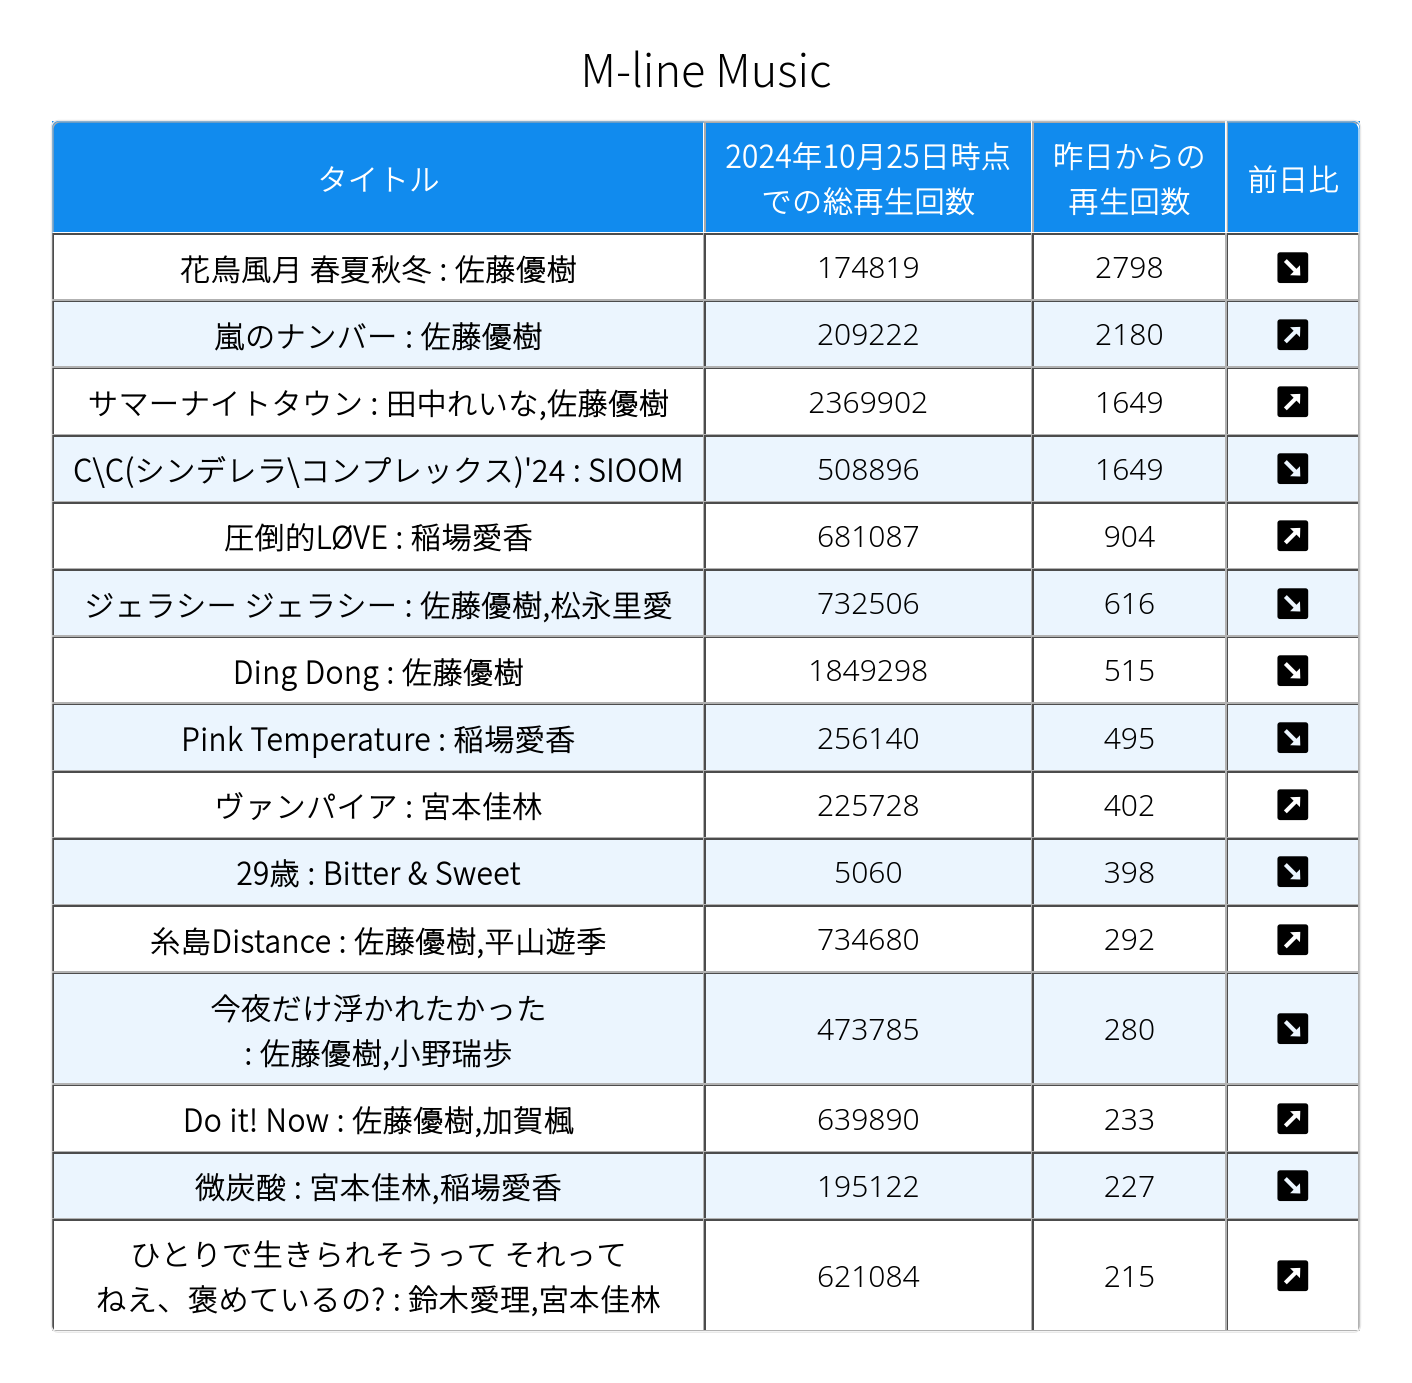 M-line Music
タイトル
2024年10月25日時点
での総再生回数
昨日からの
再生回数
前日比
花鳥風月 春夏秋冬 : 佐藤優樹 174819 2798
嵐のナンバー : 佐藤優樹 209222 2180
サマーナイトタウン : 田中れいな,佐藤優樹 2369902 1649
C\C(シンデレラ\コンプレックス)'24 : SIOOM 508896 1649
圧倒的LØVE : 稲場愛香 681087 904
ジェラシー ジェラシー : 佐藤優樹,松永里愛 732506 616
Ding Dong : 佐藤優樹 1849298 515
Pink Temperature : 稲場愛香 256140 495
ヴァンパイア : 宮本佳林 225728 402
29歳 : Bitter & Sweet 5060 398
糸島Distance : 佐藤優樹,平山遊季 734680 292
今夜だけ浮かれたかった
: 佐藤優樹,小野瑞歩 473785 280
Do it! Now : 佐藤優樹,加賀楓 639890 233
微炭酸 : 宮本佳林,稲場愛香 195122 227
ひとりで生きられそうって それって
ねえ、褒めているの? : 鈴木愛理,宮本佳林 621084 215